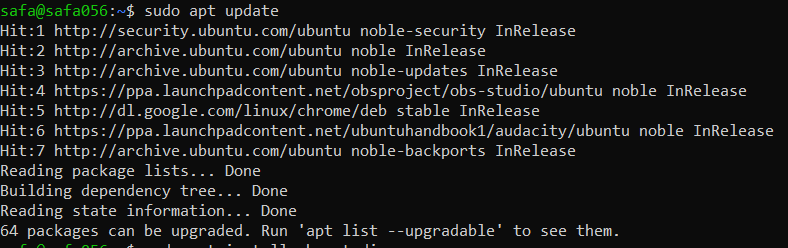 safa@safa056:~$ sudo apt update
Hit:1 http://security.ubuntu.com/ubuntu noble-security InRelease
Hit:2 http://archive.ubuntu.com/ubuntu noble InRelease
Hit:3 http://archive.ubuntu.com/ubuntu noble-updates InRelease
Hit:4 https://ppa.launchpadcontent.net/obsproject/obs-studio/ubuntu noble InRelease
Hit:5 http://dl.google.com/linux/chrome/deb stable InRelease
Hit:6 https://ppa.launchpadcontent.net/ubuntuhandbook1/audacity/ubuntu noble InRelease
Hit:7 http://archive.ubuntu.com/ubuntu noble-backports InRelease
Reading package lists... Done
Building dependency tree... Done
Reading state information... Done
64 packages can be upgraded. Run 'apt list --upgradable' to see them.